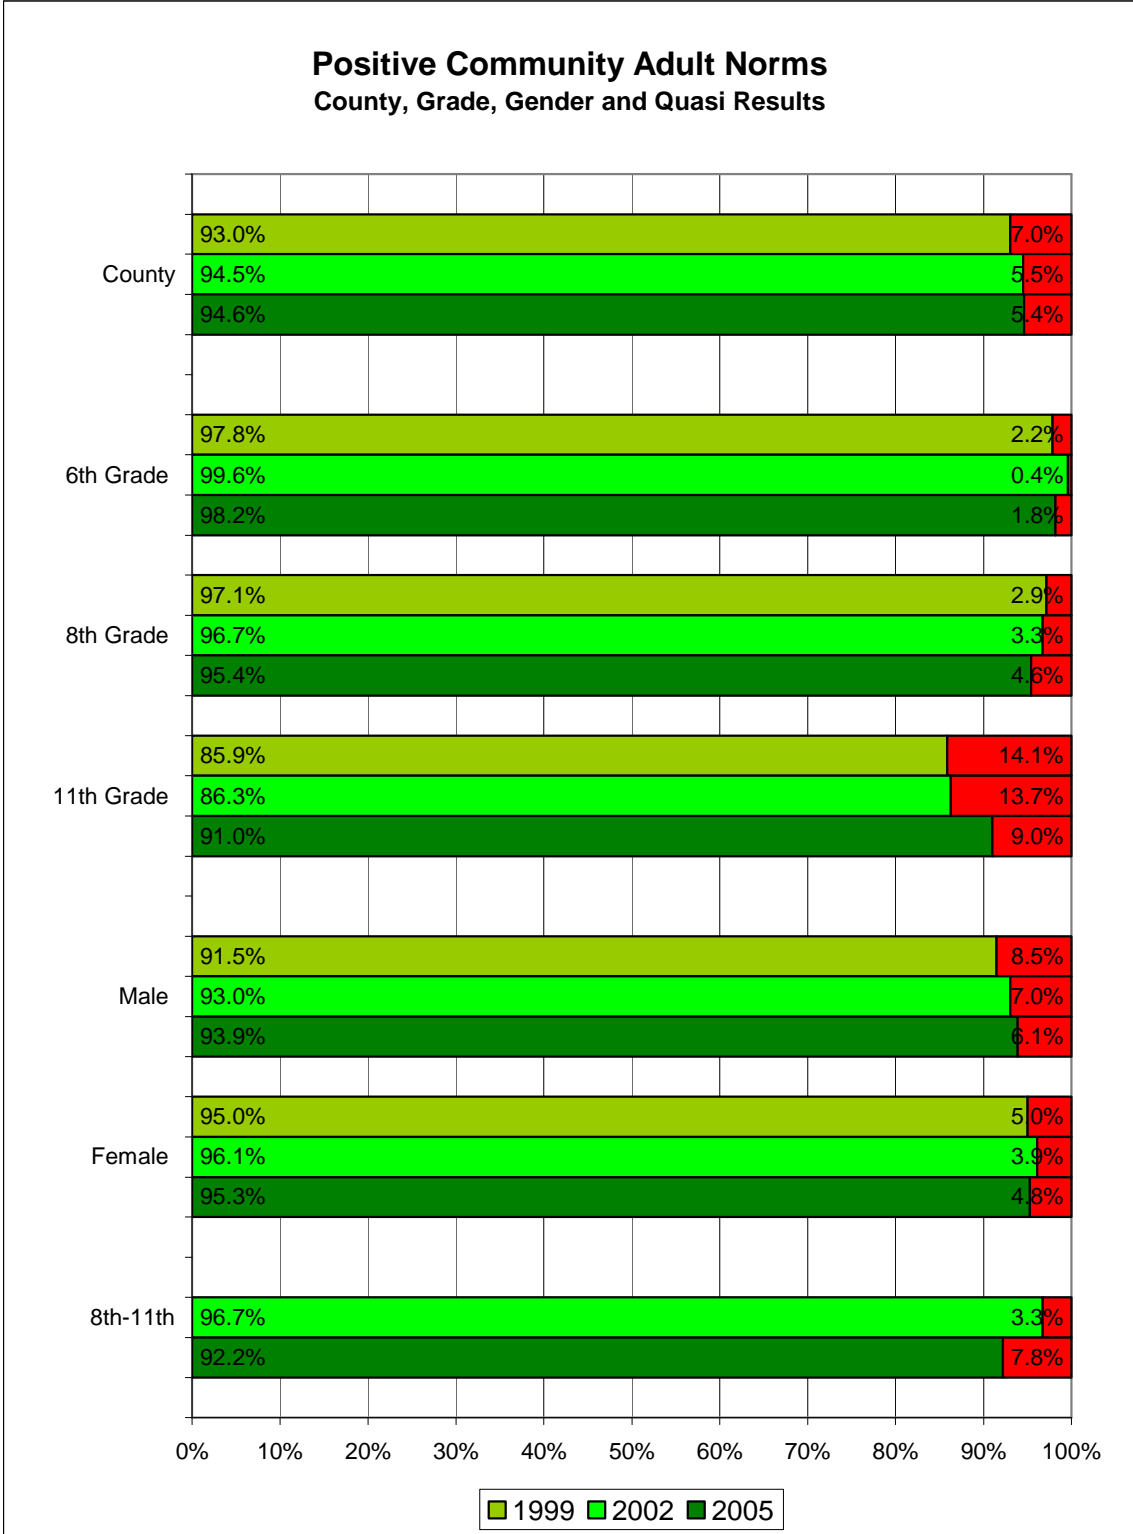 Positive Community Adult Norms
County, Grade, Gender and Quasi Results
93.0% 7.0%
County 94.5% 5.5%
94.6% 5.4%
97.8% 2.2%
6th Grade 99.6% 0.4%
98.2% 1.8%
97.1% 2.9%
8th Grade 96.7% 3.3%
95.4% 4.6%
85.9% 14.1%
11th Grade 86.3% 13.7%
91.0% 9.0%
91.5% 8.5%
Male 93.0% 7.0%
93.9% 6.1%
95.0% 5.0%
Female 96.1% 3.9%
95.3% 4.8%
8th-11th 96.7% 3.3%
92.2% 7.8%
0% 10% 20% 30% 40% 50% 60% 70% 80% 90% 100%
1999 2002 2005